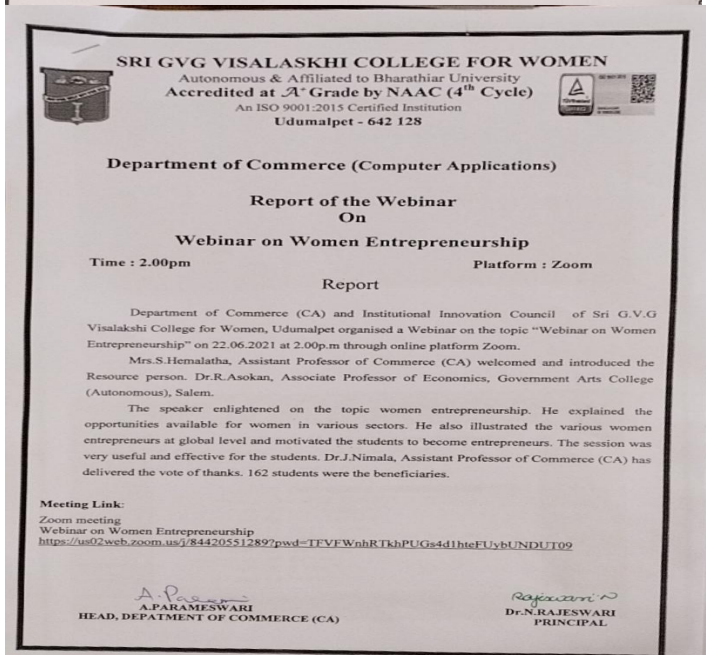 SRI GVG VISALASKHI COLLEGE FOR WOMEN
Autonomous & Affiliated to Bharathiar University
Accredited at A+ Grade by NAAC (4th Cycle)
An ISO 9001:2015 Certified Institution
Udumalpet - 642 128
Department of Commerce (Computer Applications)
Report of the Webinar
On
Webinar on Women Entrepreneurship
Time : 2.00pm Platform : Zoom
Report
Department of Commerce (CA) and Institutional Innovation Council of Sri G.V.G
Visalakshi College for Women, Udumalpet organised a Webinar on the topic “Webinar on Women
Entrepreneurship” on 22.06.2021 at 2.00p.m through online platform Zoom.
Mrs.S.Hemalatha, Assistant Professor of Commerce (CA) welcomed and introduced the
Resource person. Dr.R.Asokan, Associate Professor of Economics, Government Arts College
(Autonomous), Salem.
The speaker enlightened on the topic women entrepreneurship. He explained the
opportunities available for women in various sectors. He also illustrated the various women
entrepreneurs at global level and motivated the students to become entrepreneurs. The session was
very useful and effective for the students. Dr.J.Nimala, Assistant Professor of Commerce (CA) has
delivered the vote of thanks. 162 students were the beneficiaries.
Meeting Link:
Zoom meeting
Webinar on Women Entrepreneurship
https://us02web.zoom.us/j/84420551289?pwd=TFVFWnhRTkhPUGs4d1hteFUybUNDUT09
A.PARAMESWARI
HEAD, DEPATMENT OF COMMERCE (CA)
Rajeswari N
Dr.N.RAJESWARI
PRINCIPAL